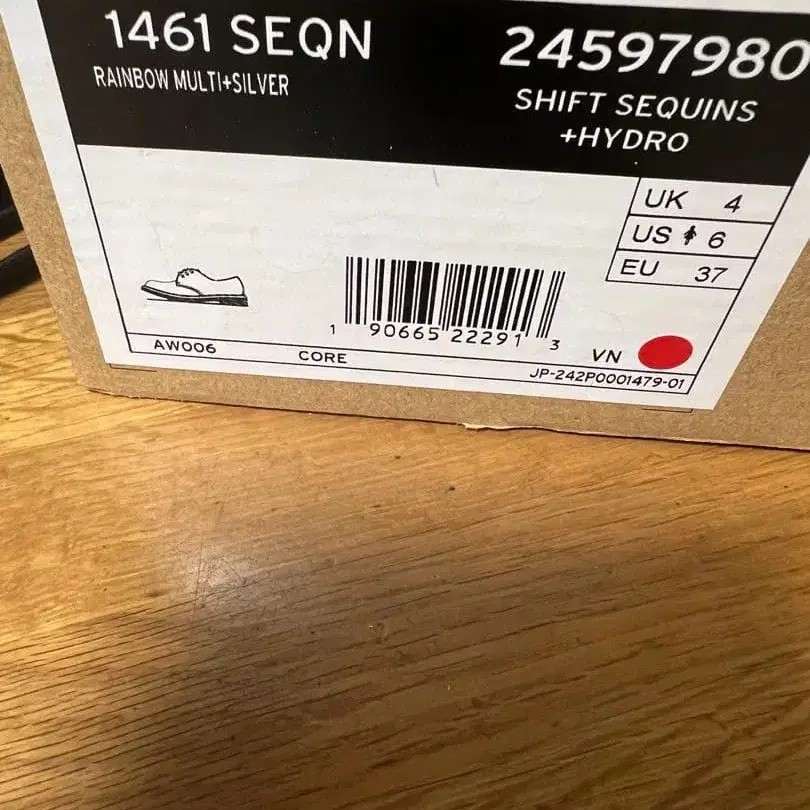 1461 SEQN
RAINBOW MULTI+SILVER
24597980
SHIFT SEQUINS
+HYDRO
UK 4
US 6
EU 37
1 90665 22291 3
VN
AW006 CORE JP-242P0001479-01